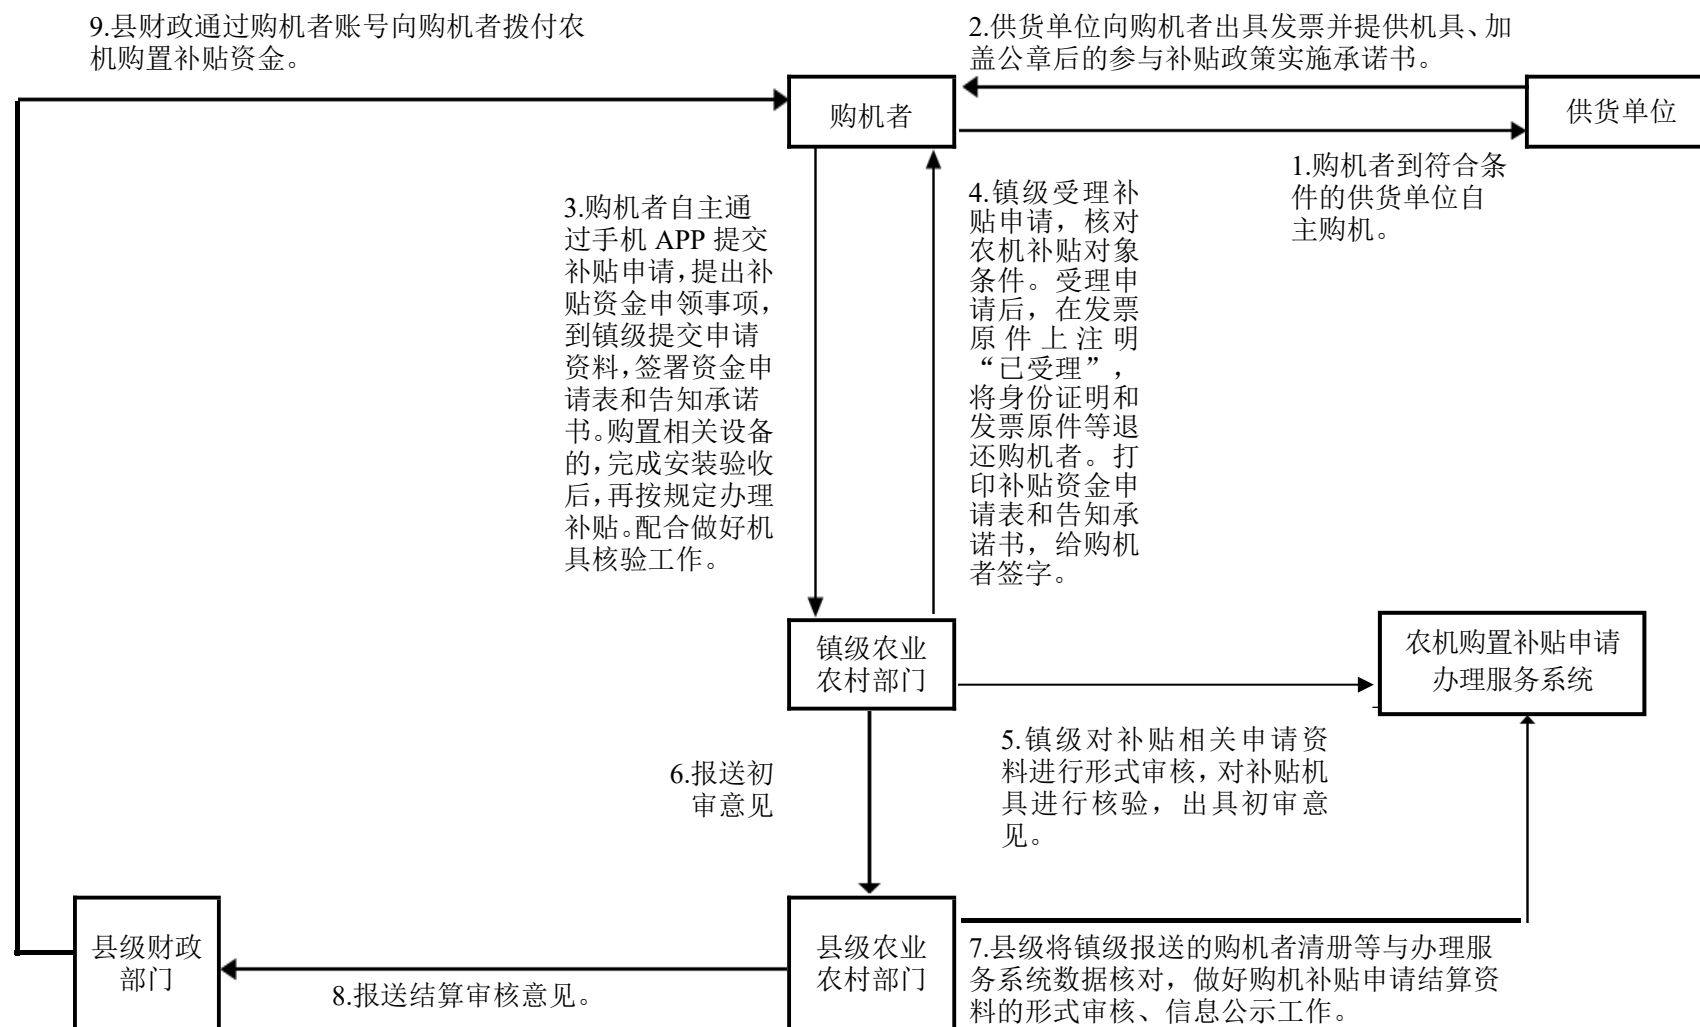 9.县财政通过购机者账号向购机者拨付农
机购置补贴资金。
2.供货单位向购机者出具发票并提供机具、加
盖公章后的参与补贴政策实施承诺书。
购机者
供货单位
1.购机者到符合条
件的供货单位自
主购机。
3.购机者自主通
过手机 APP 提交
补贴申请,提出补
贴资金申领事项,
到镇级提交申请
资料,签署资金申
请表和告知承诺
书。购置相关设备
的,完成安装验收
后,再按规定办理
补贴。配合做好机
具核验工作。
4.镇级受理补
贴申请，核对
农机补贴对象
条件。受理申
请后，在发票
原件上注明
“已受理”，
将身份证明和
发票原件等退
还购机者。打
印补贴资金申
请表和告知承
诺书，给购机
者签字。
镇级农业
农村部门
农机购置补贴申请
办理服务系统
5.镇级对补贴相关申请资
料进行形式审核,对补贴机
具进行核验，出具初审意
见。
6.报送初
审意见
县级财政
部门
县级农业
农村部门
8.报送结算审核意见。
7.县级将镇级报送的购机者清册等与办理服
务系统数据核对，做好购机补贴申请结算资
料的形式审核、信息公示工作。